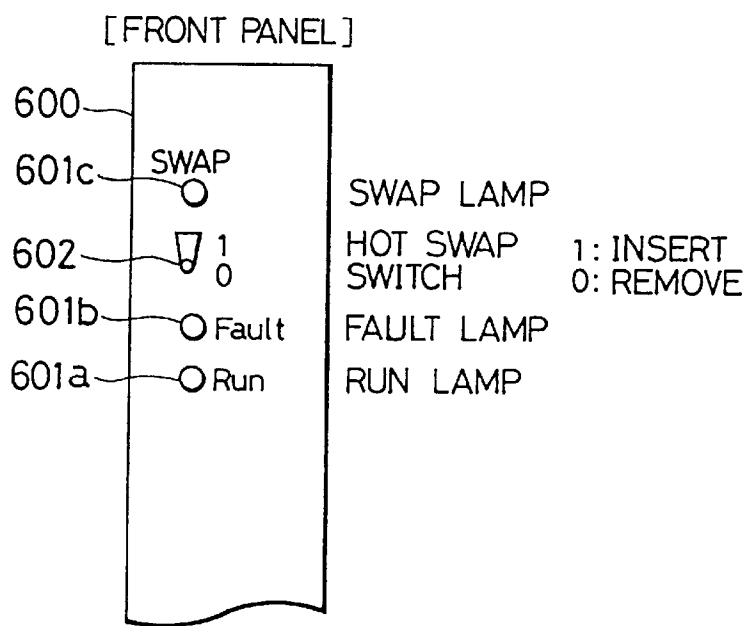 [FRONT PANEL]
600
SWAP
601c
SWAP LAMP
602
1
0
HOT SWAP
SWITCH
1: INSERT
0: REMOVE
601b
Fault
FAULT LAMP
601a
Run
RUN LAMP